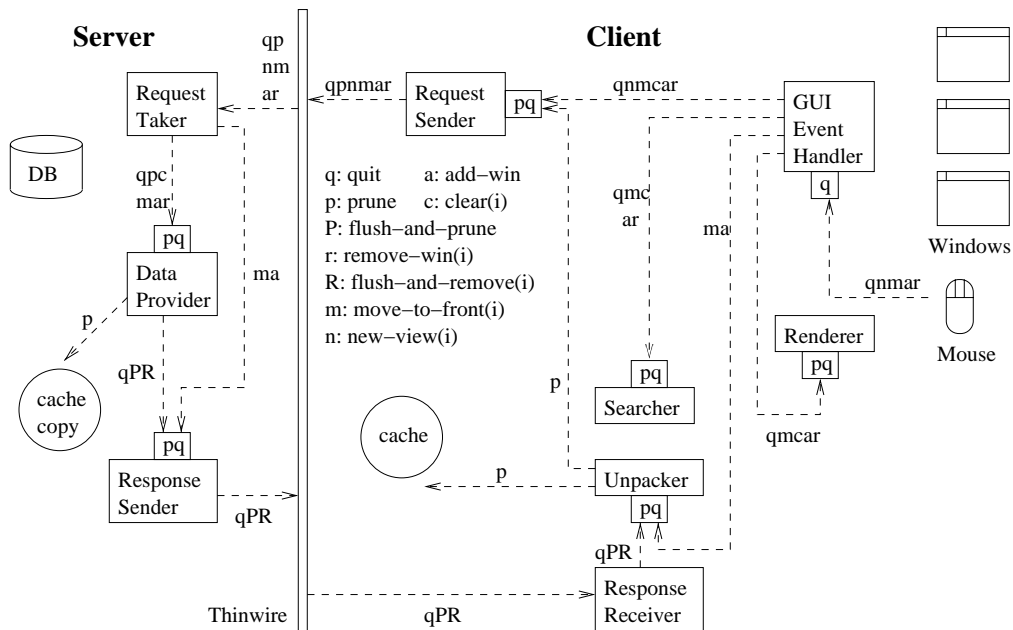 Server
qp
nm
ar
Client
Request
Taker
qpnmar
Request
Sender
pq
qnmcar
GUI
Event
Handler
q
DB
qpc
mar
pq
Data
Provider
ma
p
qPR
cache
copy
pq
Response
Sender
qPR
q: quit a: add-win
p: prune c: clear(i)
P: flush-and-prune
r: remove-win(i)
R: flush-and-remove(i)
m: move-to-front(i)
n: new-view(i)
qmc
ar
ma
Windows
qnmar
Mouse
Renderer
pq
qmcar
pq
Searcher
p
cache
p
Unpacker
pq
qPR
Response
Receiver
Thinwire
qPR